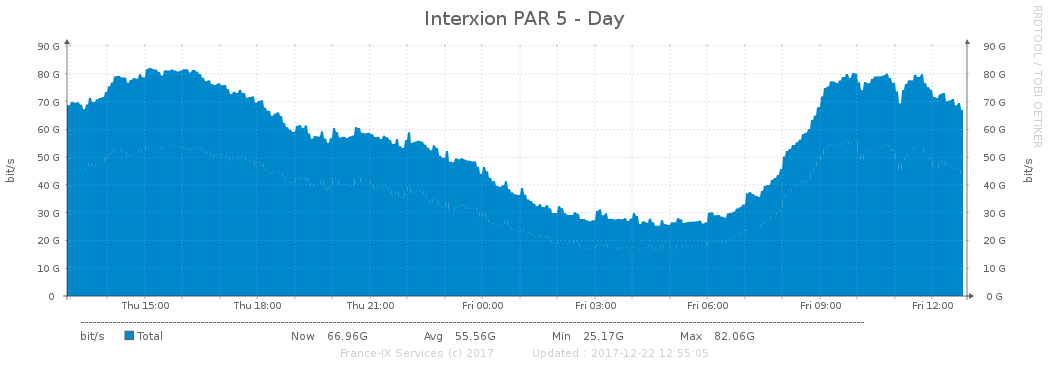 Interxion PAR 5 - Day
RRDTOOL / TOBI OETIKER
bit/s
90 G 90 G
80 G 80 G
70 G 70 G
60 G 60 G
50 G 50 G
40 G 40 G
30 G 30 G
20 G 20 G
10 G 10 G
0 0 G
bit/s
Thu 15:00 Thu 18:00 Thu 21:00 Fri 00:00 Fri 03:00 Fri 06:00 Fri 09:00 Fri 12:00
bit/s Total Now 66.96G Avg 55.56G Min 25.17G Max 82.06G
France-IX Services (c) 2017 Updated : 2017-12-22 12:55:05